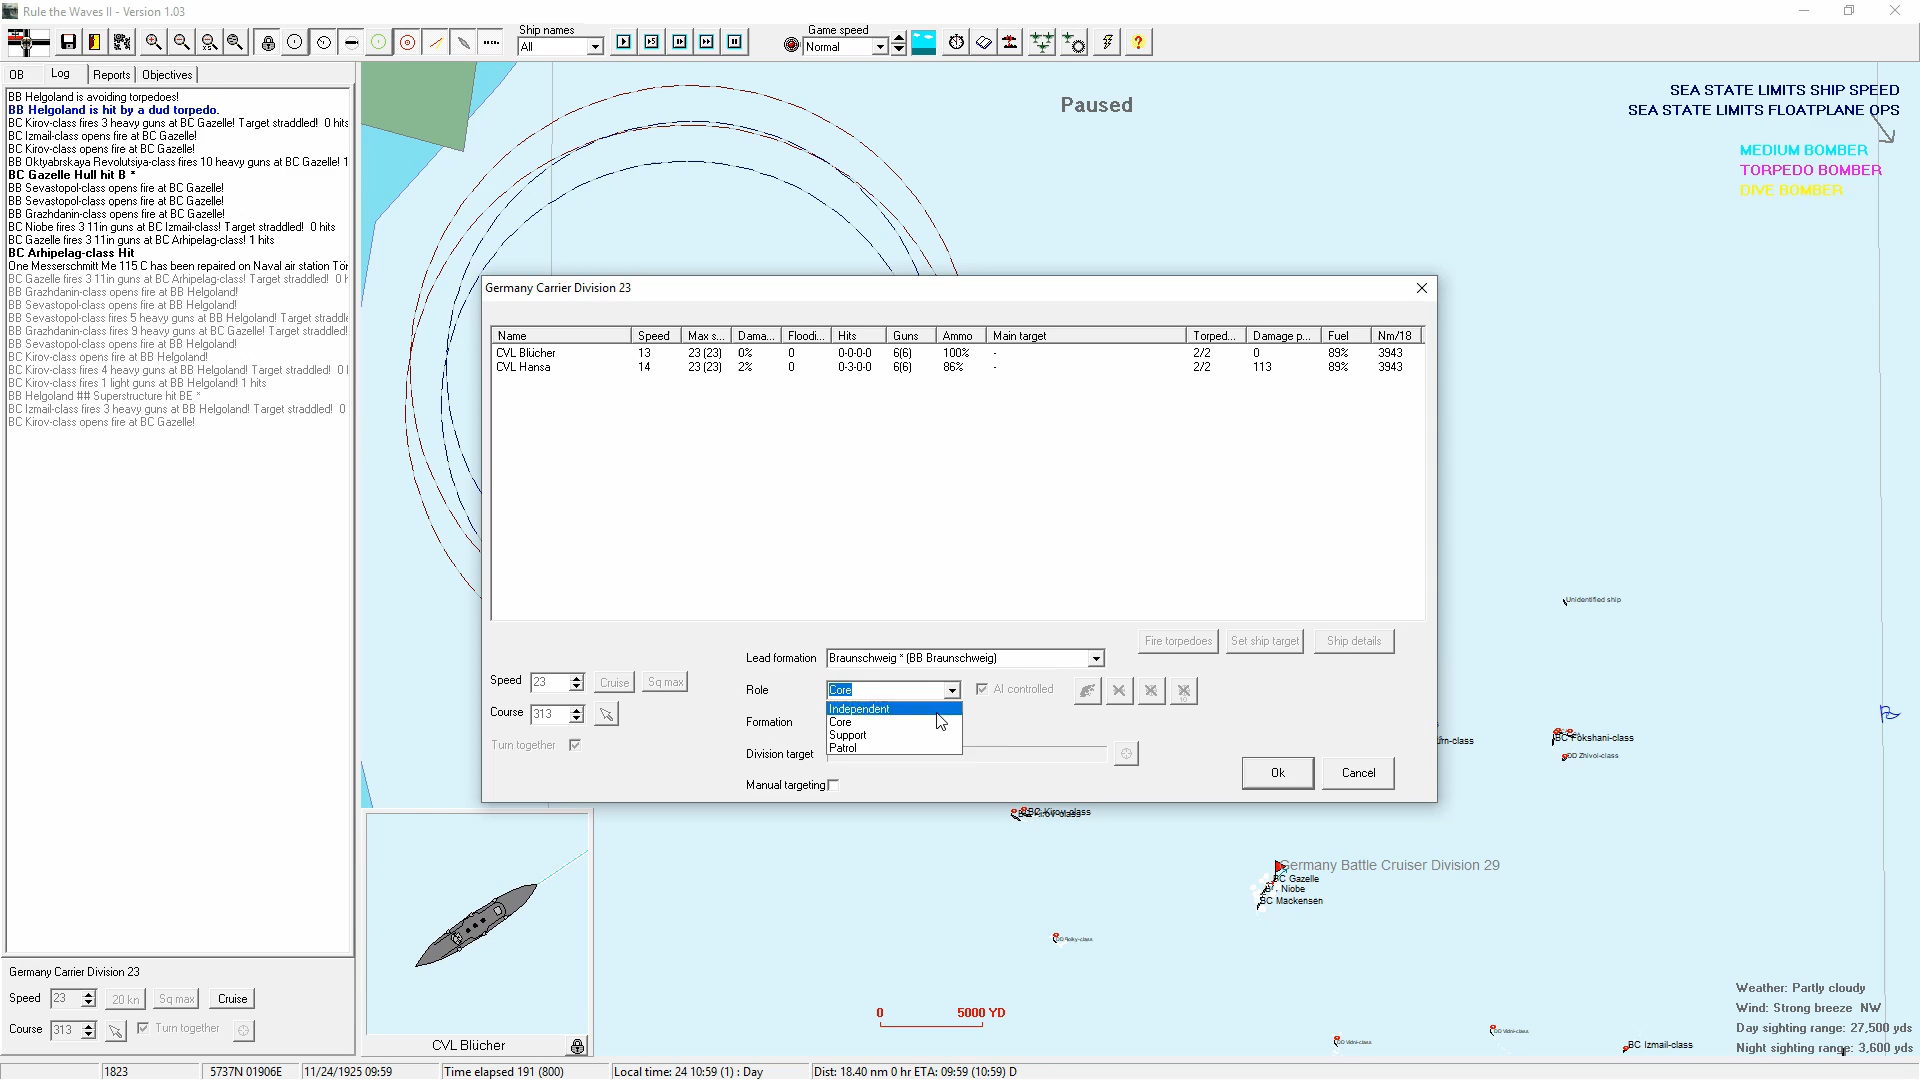 Rule the Waves II - Version 1.03
Ship names
All
Game speed
Normal
OB
Log
Reports
Objectives
BB Helgoland is avoiding torpedoes!
BB Helgoland is hit by a dud torpedo.
BC Kirov-class fires 3 heavy guns at BC Gazelle! Target straddled! 0 hits
BC Izmail-class opens fire at BC Gazelle!
BC Kirov-class opens fire at BC Gazelle!
BB Oktyabrskaya Revolutsiya-class fires 10 heavy guns at BC Gazelle! 1
BC Gazelle Hull hit B *
BB Sevastopol-class opens fire at BC Gazelle!
BB Sevastopol-class opens fire at BC Gazelle!
BB Grazhdanin-class opens fire at BC Gazelle!
BC Niobe fires 3 11in guns at BC Izmail-class! Target straddled! 0 hits
BC Gazelle fires 3 11in guns at BC Arhipelag-class! 1 hits
BC Arhipelag-class Hit
One Messerschmitt Me 115 C has been repaired on Naval air station Tör
BC Gazelle fires 3 11in guns at BC Arhipelag-class! Target straddled! 0 h
BB Grazhdanin-class opens fire at BB Helgoland!
BB Sevastopol-class opens fire at BB Helgoland!
BB Sevastopol-class fires 5 heavy guns at BB Helgoland! Target straddle
BB Grazhdanin-class fires 9 heavy guns at BC Gazelle! Target straddled!
BB Sevastopol-class opens fire at BB Helgoland!
BC Kirov-class opens fire at BB Helgoland!
BC Kirov-class fires 4 heavy guns at BB Helgoland! Target straddled! 0 l
BC Kirov-class fires 1 light guns at BB Helgoland! 1 hits
BB Helgoland ## Superstructure hit BE *
BC Izmail-class fires 3 heavy guns at BB Helgoland! Target straddled! 0
BC Kirov-class opens fire at BC Gazelle!
Paused
SEA STATE LIMITS SHIP SPEED
SEA STATE LIMITS FLOATPLANE OPS
MEDIUM BOMBER
TORPEDO BOMBER
DIVE BOMBER
Germany Carrier Division 23
Name Speed Max s... Dama... Floodi... Hits Guns Ammo Main target Torped... Damage p... Fuel Nm/18
CVL Blücher 13 23 (23) 0% 0 0-0-0-0 6(6) 100% - 2/2 0 89% 3943
CVL Hansa 14 23 (23) 2% 0 0-3-0-0 6(6) 86% - 2/2 113 89% 3943
Fire torpedoes
Set ship target
Ship details
Lead formation Braunschweig * (BB Braunschweig)
Speed 23 Cruise Sq max
Role Core
AI controlled
10
Course 313
Independent
Core
Support
Patrol
Formation
Turn together
Division target
Manual targeting
Ok
Cancel
Unidentified ship
BC Fokshani-class
DD Zhivoi-class
BC Kirov-class
Germany Battle Cruiser Division 29
BC Gazelle
Niobe
BC Mackensen
0 5000 YD
DD Vidni-class
DD Vidni-class
BC Izmail-class
Weather: Partly cloudy
Wind: Strong breeze NW
Day sighting range: 27,500 yds
Night sighting range: 3,600 yds
CVL Blücher
Germany Carrier Division 23
Speed 23 20 kn Sq max Cruise
Course 313 Turn together
1823
5737N 01906E
11/24/1925 09:59
Time elapsed 191 (800)
Local time: 24 10:59 (1) : Day
Dist: 18.40 nm 0 hr ETA: 09:59 (10:59) D